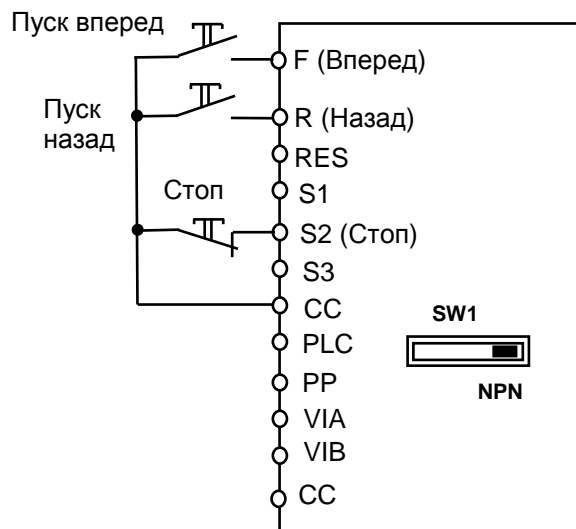 Пуск вперед
F (Вперед)
Пуск
назад
R (Назад)
RES
S1
Стоп
S2 (Стоп)
S3
CC
PLC
PP
VIA
VIB
CC
SW1
NPN